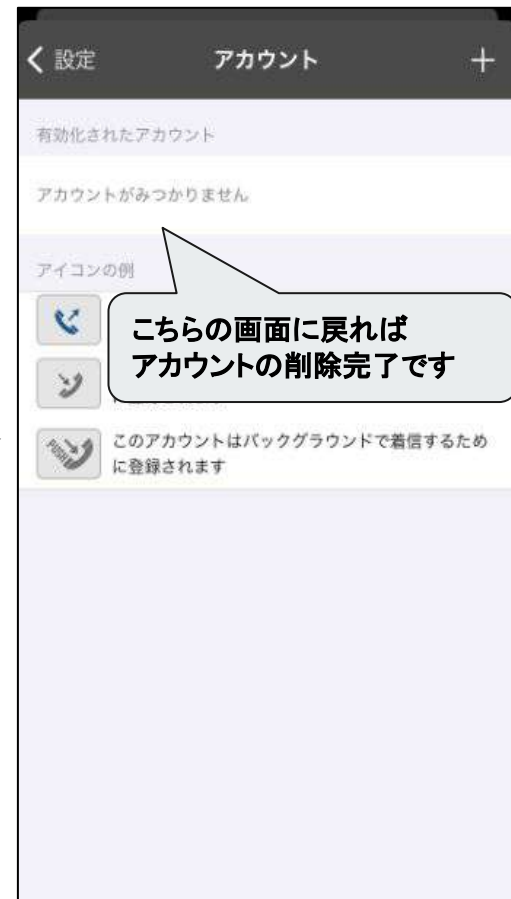 設定
アカウント
有効化されたアカウント
アカウントがみつかりません
アイコンの例
こちらの画面に戻れば
アカウントの削除完了です
PUSH
このアカウントはバックグラウンドで着信するため
に登録されます